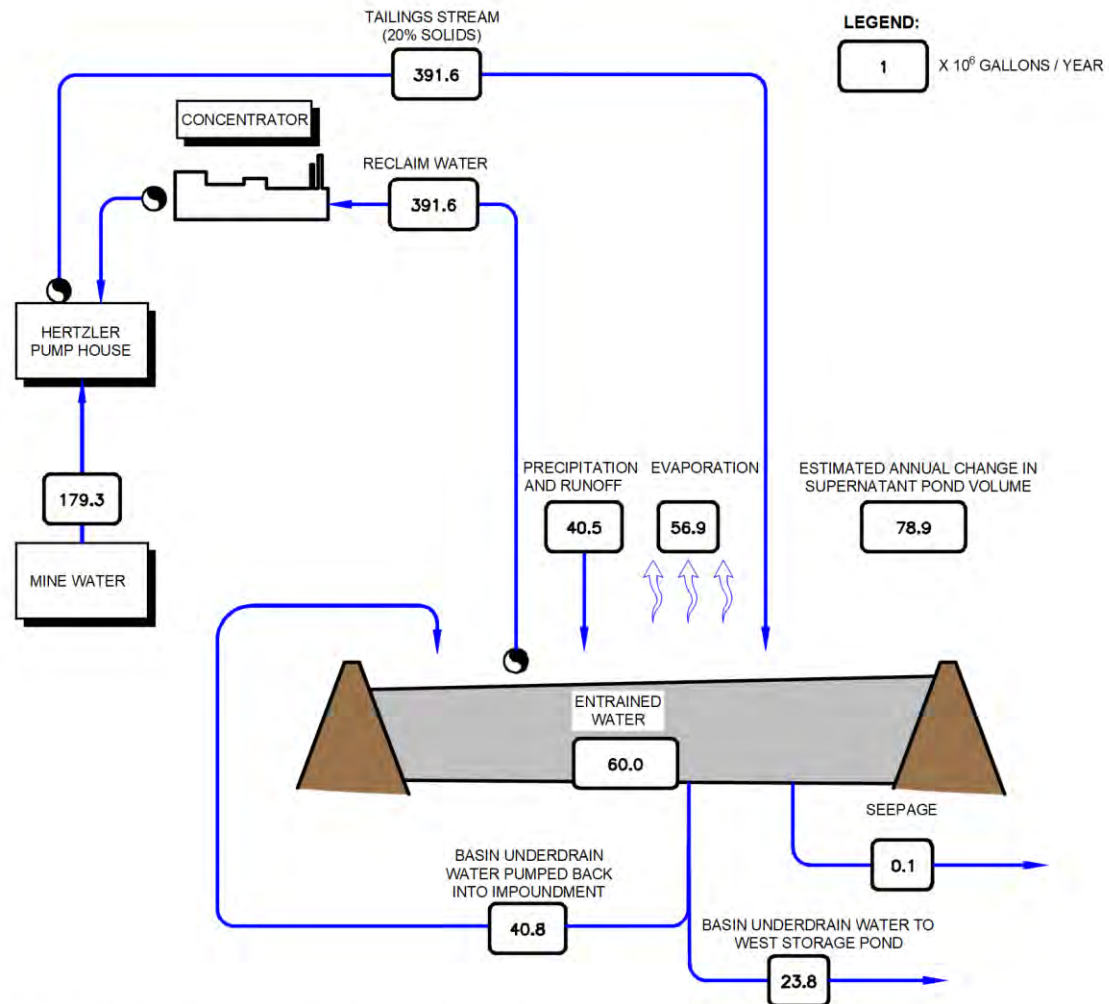 TAILINGS STREAM
(20% SOLIDS)
391.6
LEGEND:
1
X 10⁶ GALLONS / YEAR
CONCENTRATOR
RECLAIM WATER
391.6
HERTZLER
PUMP HOUSE
179.3
MINE WATER
PRECIPITATION
AND RUNOFF
40.5
EVAPORATION
56.9
ESTIMATED ANNUAL CHANGE IN
SUPERNATANT POND VOLUME
78.9
ENTRAINED
WATER
60.0
SEEPAGE
0.1
BASIN UNDERDRAIN
WATER PUMPED BACK
INTO IMPOUNDMENT
40.8
BASIN UNDERDRAIN WATER TO
WEST STORAGE POND
23.8